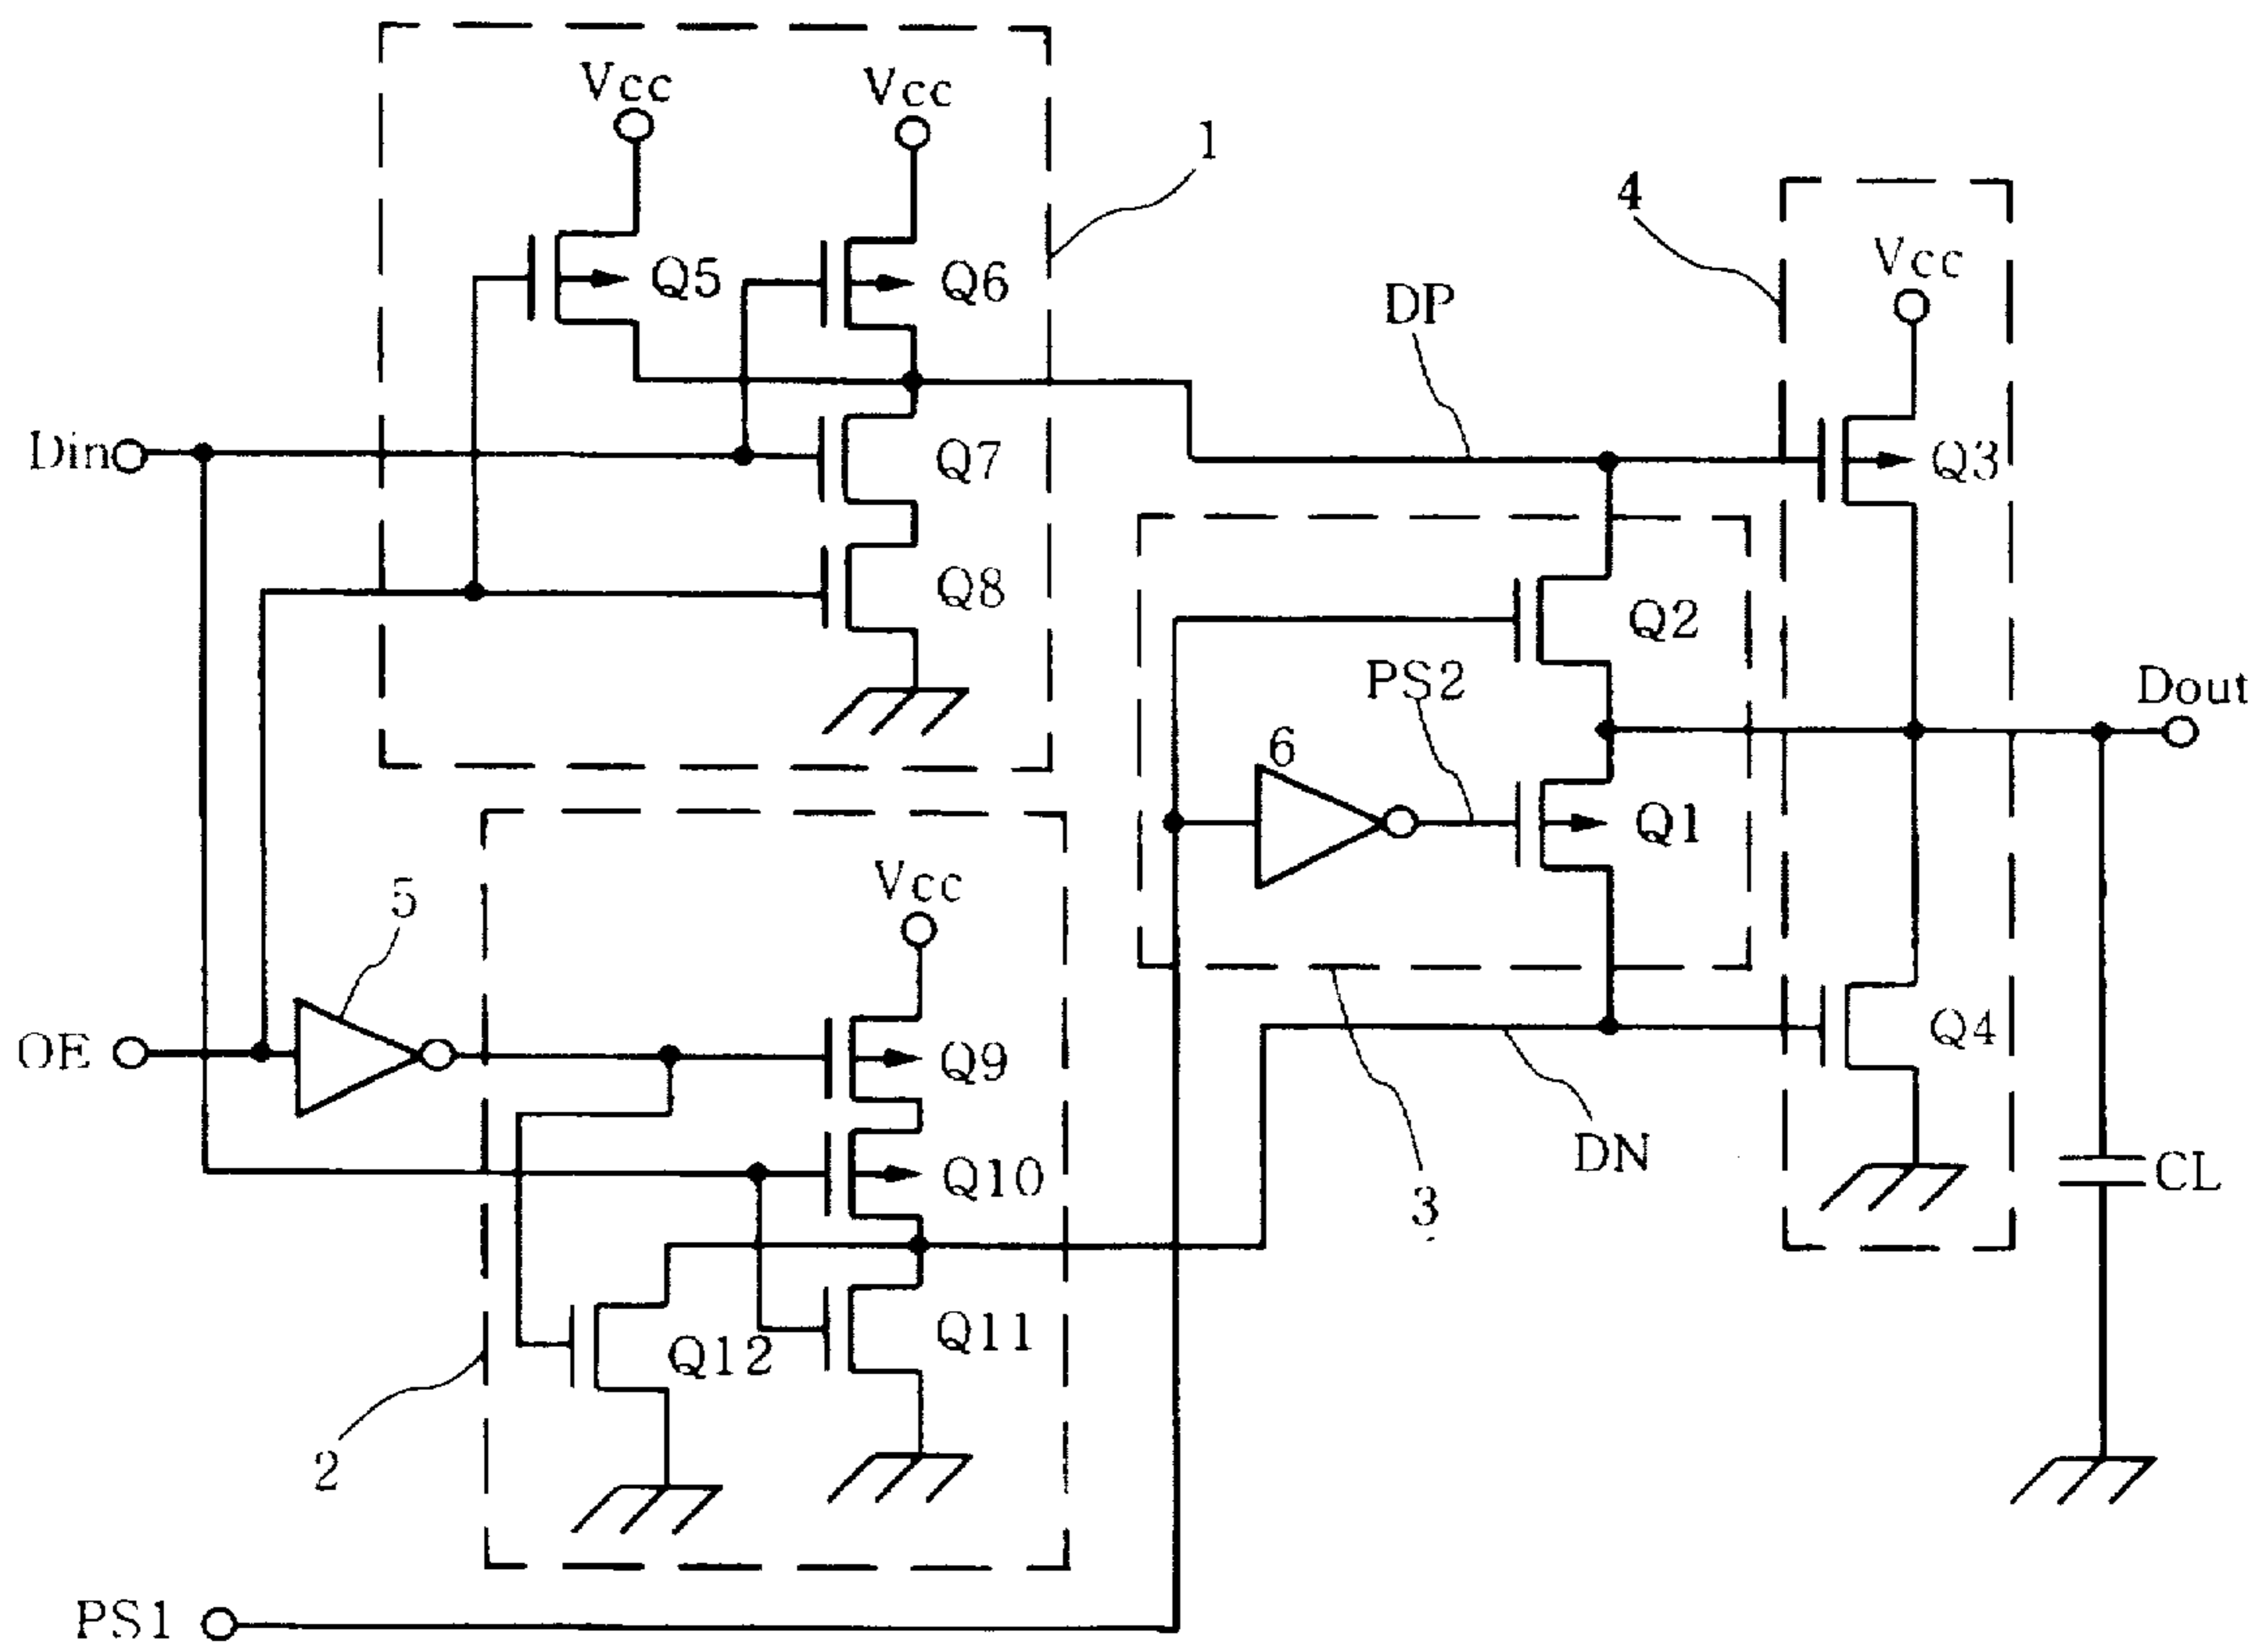 Vcc
Vcc
1
4
Q5
Q6
Vcc
DP
Din
Q7
Q3
Q8
Q2
PS2
Dout
6
Q1
5
Vcc
OE
Q9
Q4
DN
Q10
3
CL
Q12
Q11
2
PS1